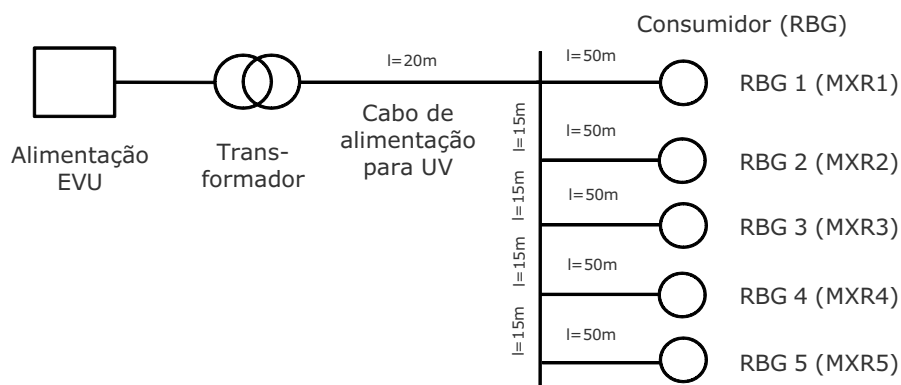 Consumidor (RBG)
l=20m
l=50m
RBG 1 (MXR1)
Cabo de
alimentação
para UV
Alimentação
EVU
Trans-
formador
l=15m
l=50m
RBG 2 (MXR2)
l=15m
l=50m
RBG 3 (MXR3)
l=15m
l=50m
RBG 4 (MXR4)
l=15m
l=50m
RBG 5 (MXR5)